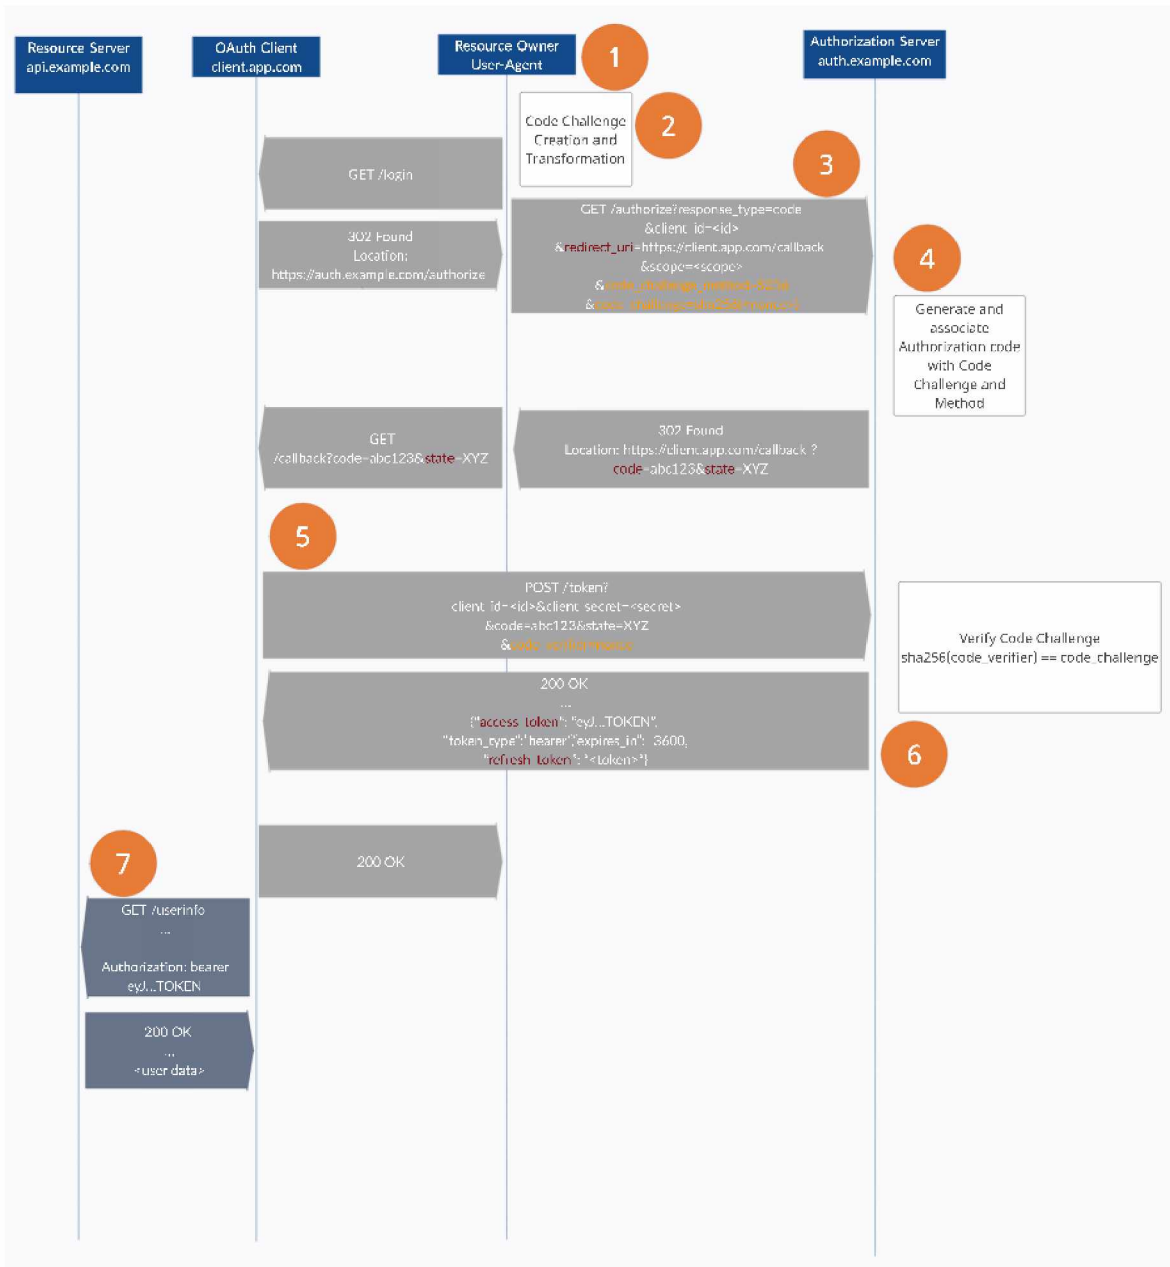 Resource Server
api.example.com
OAuth Client
client.app.com
Resource Owner
User-Agent
1
Authorization Server
auth.example.com
Code Challenge
Creation and
Transformation
2
3
GET /login
GET /authorize?response_type=code
&client_id=<id>
&redirect_uri=https://client.app.com/callback
&scope=<scope>
302 Found
Location:
https://auth.example.com/authorize
4
Generate and
associate
Authorization code
with Code
Challenge and
Method
GET
/callback?code=abc123&state=XYZ
302 Found
Location: https://client.app.com/callback ?
code=abc123&state=XYZ
5
POST /token?
client_id=<id>&client_secret=<secret>
&code=abc123&state=XYZ
Verify Code Challenge
sha256(code_verifier) == code_challenge
200 OK
...
{"access_token": "eyJ...TOKEN",
"token_type":"bearer","expires_in": 3600,
"refresh_token": "<token>"}
6
200 OK
7
GET /userinfo
...
Authorization: bearer
eyJ...TOKEN
200 OK
...
<user data>